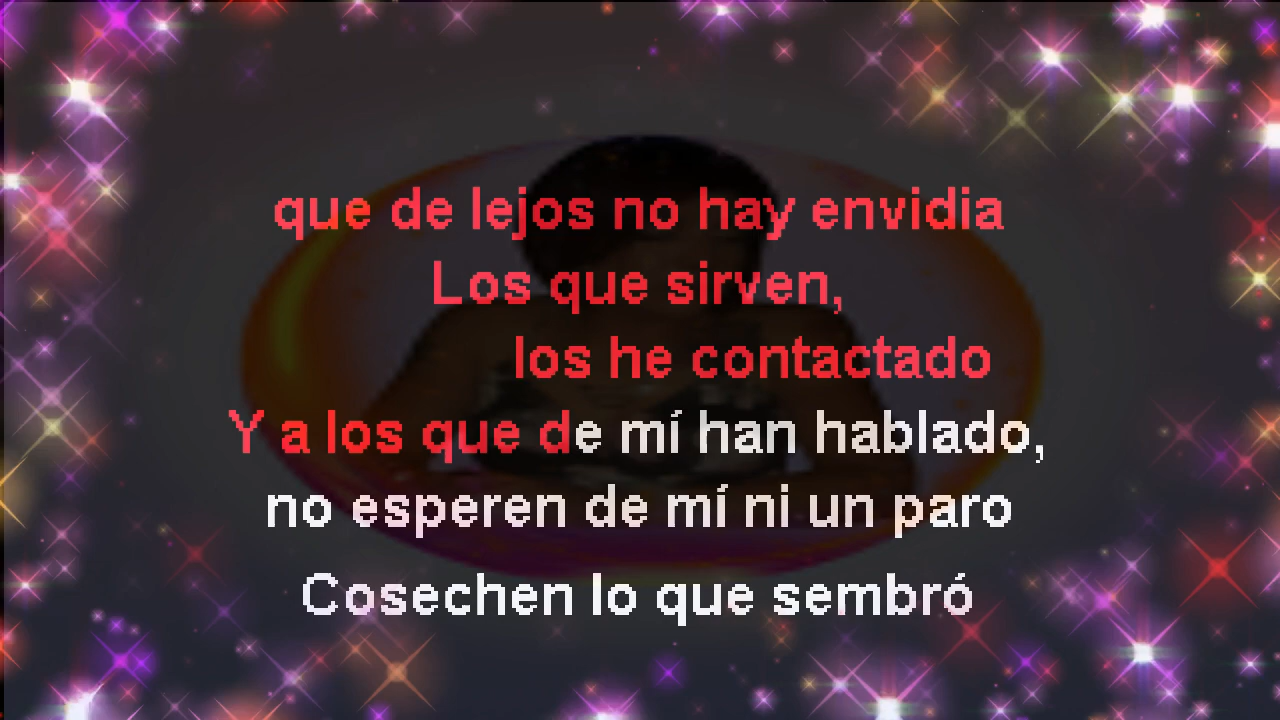 que de lejos no hay envidia
Los que sirven,
los he contactado
Y a los que de mí han hablado,
no esperen de mí ni un paro
Cosechen lo que sembró